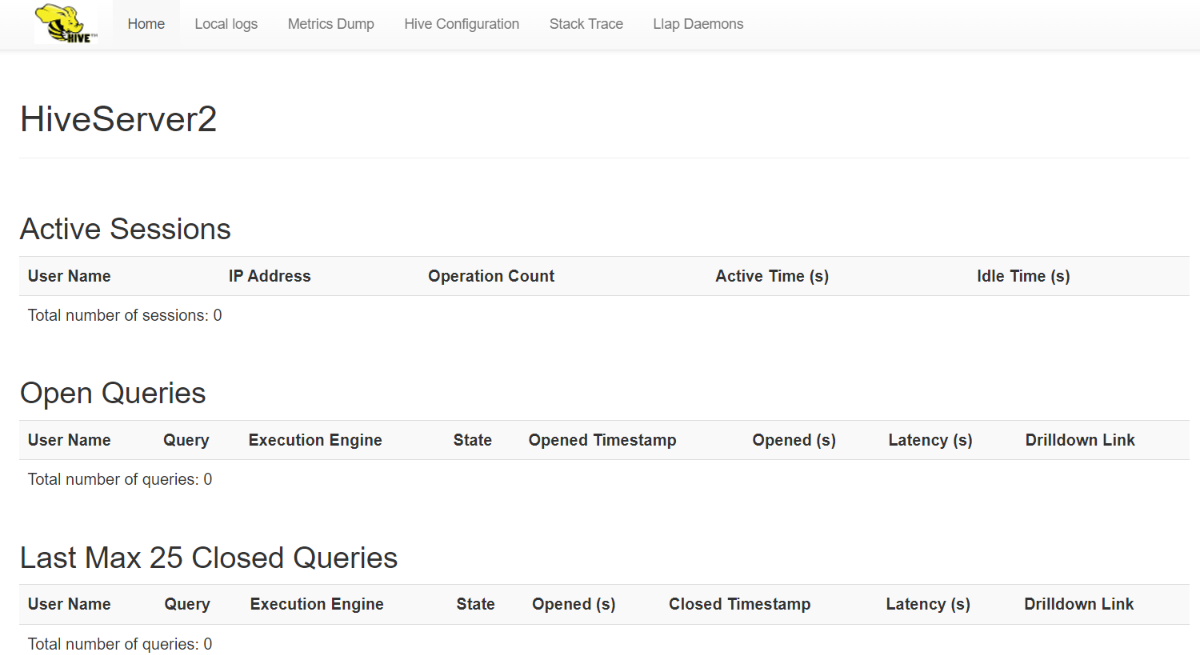 HIVE Home Local logs Metrics Dump Hive Configuration Stack Trace Llap Daemons
HiveServer2
Active Sessions
User Name IP Address Operation Count Active Time (s) Idle Time (s)
Total number of sessions: 0
Open Queries
User Name Query Execution Engine State Opened Timestamp Opened (s) Latency (s) Drilldown Link
Total number of queries: 0
Last Max 25 Closed Queries
User Name Query Execution Engine State Opened (s) Closed Timestamp Latency (s) Drilldown Link
Total number of queries: 0